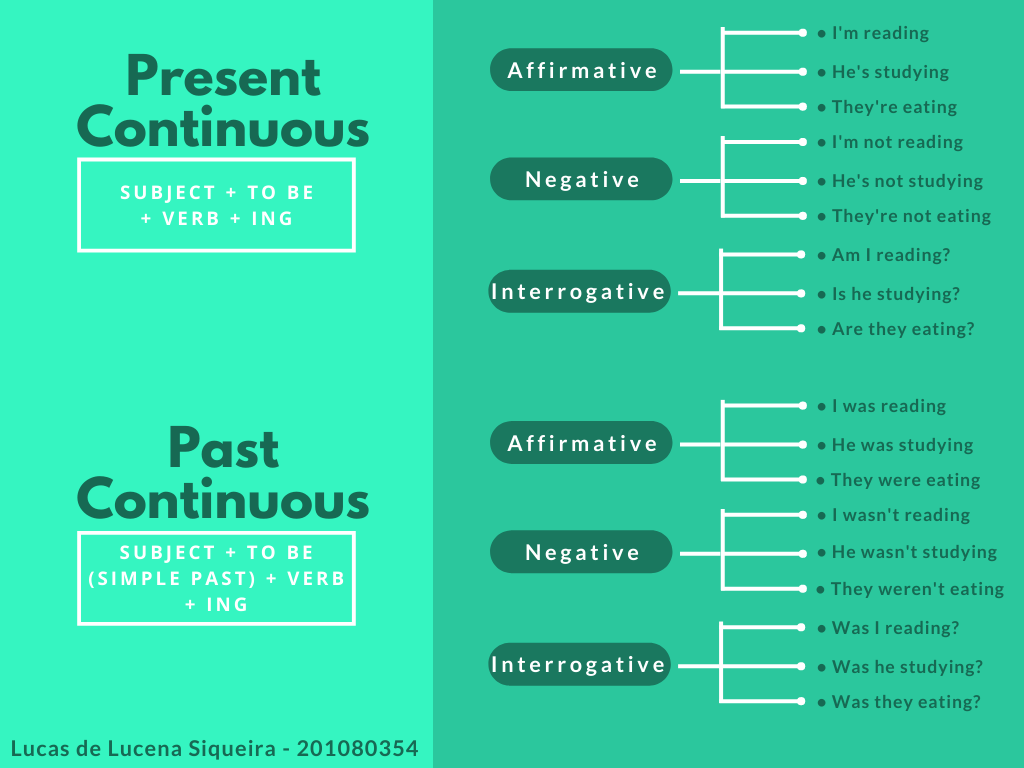 Present
Continuous
SUBJECT + TO BE
+ VERB + ING
Affirmative
• I'm reading
• He's studying
• They're eating
Negative
• I'm not reading
• He's not studying
• They're not eating
Interrogative
• Am I reading?
• Is he studying?
• Are they eating?
Past
Continuous
SUBJECT + TO BE
(SIMPLE PAST) + VERB
+ ING
Affirmative
• I was reading
• He was studying
• They were eating
Negative
• I wasn't reading
• He wasn't studying
• They weren't eating
Interrogative
• Was I reading?
• Was he studying?
• Was they eating?
Lucas de Lucena Siqueira - 201080354